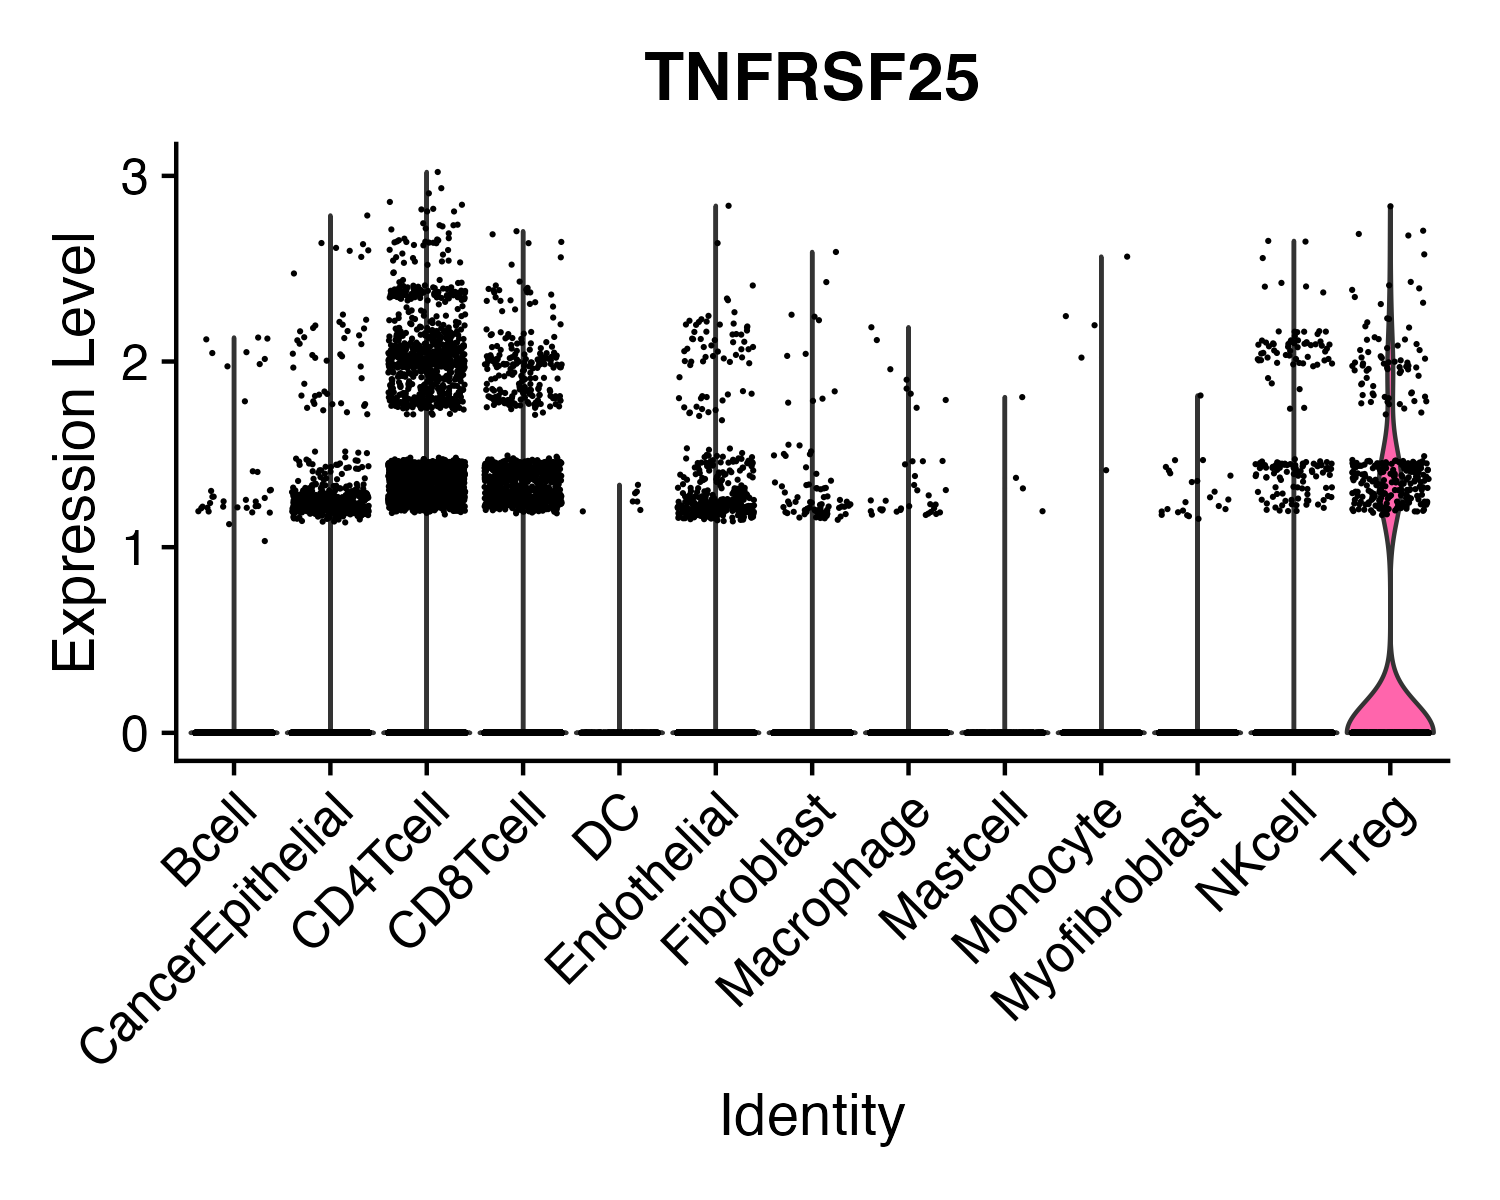 TNFRSF25
Expression Level
3
2
1
0
Bcell
CancerEpithelial
CD4Tcell
CD8Tcell
DC
Endothelial
Fibroblast
Macrophage
Mastcell
Monocyte
Myofibroblast
NKcell
Treg
Identity